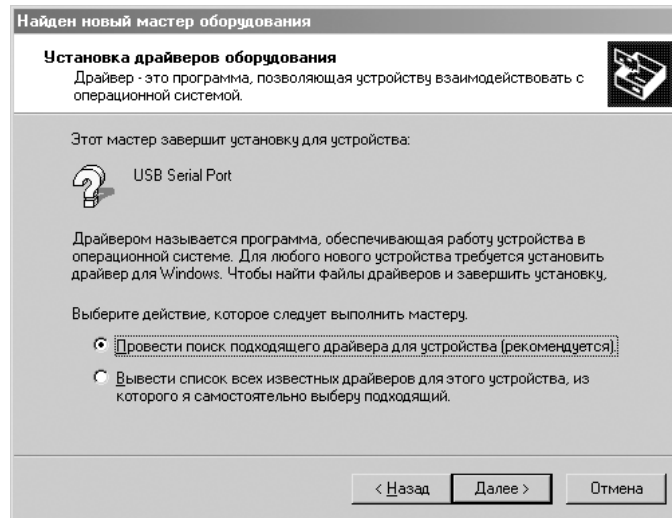 Найден новый мастер оборудования
Установка драйверов оборудования
Драйвер - это программа, позволяющая устройству взаимодействовать с
операционной системой.
Этот мастер завершит установку для устройства:
USB Serial Port
Драйвером называется программа, обеспечивающая работу устройства в
операционной системе. Для любого нового устройства требуется установить
драйвер для Windows. Чтобы найти файлы драйверов и завершить установку,
Выберите действие, которое следует выполнить мастеру.
Провести поиск подходящего драйвера для устройства (рекомендуется).
Вывести список всех известных драйверов для этого устройства, из
которого я самостоятельно выберу подходящий.
< Назад Далее > Отмена